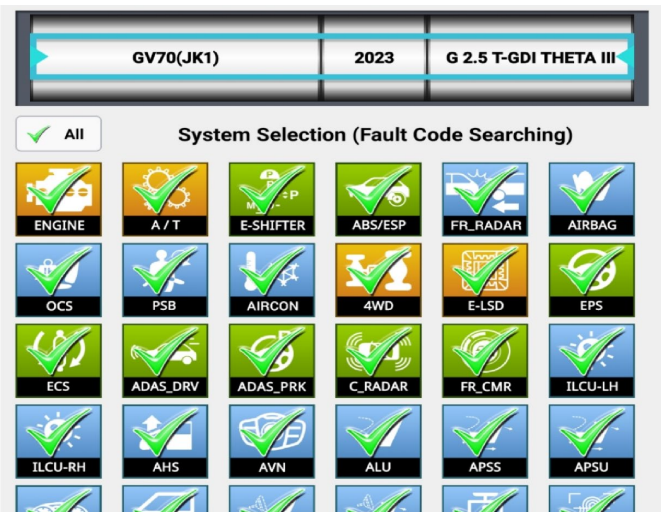 GV70(JK1) 2023 G 2.5 T-GDI THETA III
All System Selection (Fault Code Searching)
ENGINE A / T E-SHIFTER ABS/ESP FR_RADAR AIRBAG
OCS PSB AIRCON 4WD E-LSD EPS
ECS ADAS_DRV ADAS_PRK C_RADAR FR_CMR ILCU-LH
ILCU-RH AHS AVN ALU APSS APSU